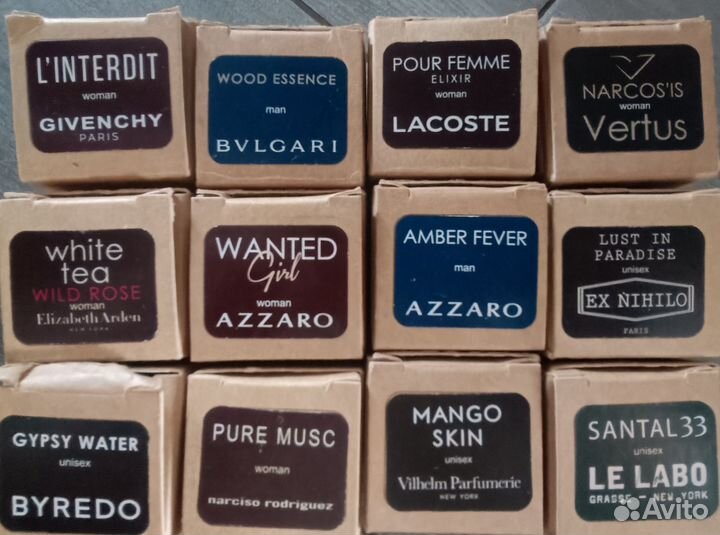 L'INTERDIT
woman
GIVENCHY
PARIS
WOOD ESSENCE
man
BVLGARI
POUR FEMME
ELIXIR
woman
LACOSTE
NARCOS'IS
woman
Vertus
white
tea
WILD ROSE
woman
Elizabeth Arden
NEW YORK
WANTED
Girl
woman
AZZARO
AMBER FEVER
man
AZZARO
LUST IN
PARADISE
unisex
EX NIHILO
PARIS
GYPSY WATER
unisex
BYREDO
PURE MUSC
woman
narciso rodriguez
MANGO
SKIN
unisex
Vilhelm Parfumerie
NEW YORK
SANTAL 33
unisex
LE LABO
GRASSE - NEW YORK
Avito